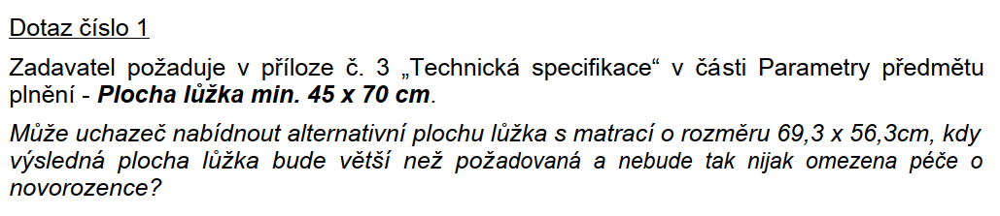 Dotaz číslo 1
Zadavatel požaduje v příloze č. 3 „Technická specifikace“ v části Parametry předmětu
plnění - Plocha lůžka min. 45 x 70 cm.
Může uchazeč nabídnout alternativní plochu lůžka s matrací o rozměru 69,3 x 56,3cm, kdy
výsledná plocha lůžka bude větší než požadovaná a nebude tak nijak omezena péče o
novorozence?